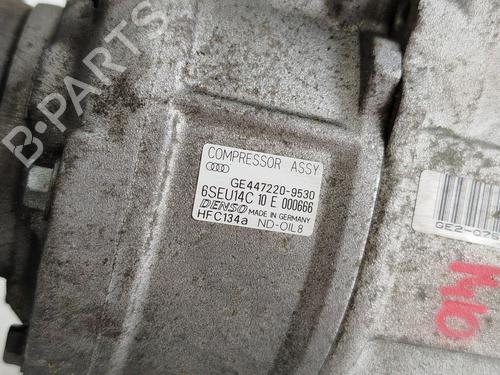 B-PARTS
COMPRESSOR ASSY
GE447220-9530
6SEU14C 10 E 000666
DENSO MADE IN GERMANY
HFC134a ND-OIL8